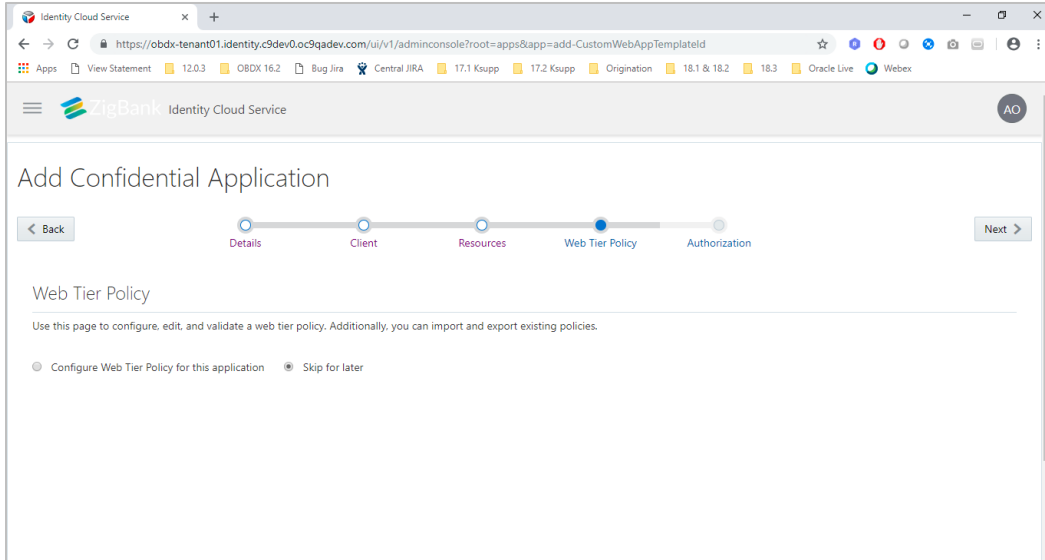 Identity Cloud Service
https://obdx-tenant01.identity.c9dev0.oc9qadev.com/ui/v1/adminconsole?root=apps&app=add-CustomWebAppTemplateId
Apps View Statement 12.0.3 OBDX 16.2 Bug Jira Central JIRA 17.1 Ksupp 17.2 Ksupp Origination 18.1 & 18.2 18.3 Oracle Live Webex
ZigBank Identity Cloud Service AO
Add Confidential Application
Back Next
Details Client Resources Web Tier Policy Authorization
Web Tier Policy
Use this page to configure, edit, and validate a web tier policy. Additionally, you can import and export existing policies.
Configure Web Tier Policy for this application Skip for later